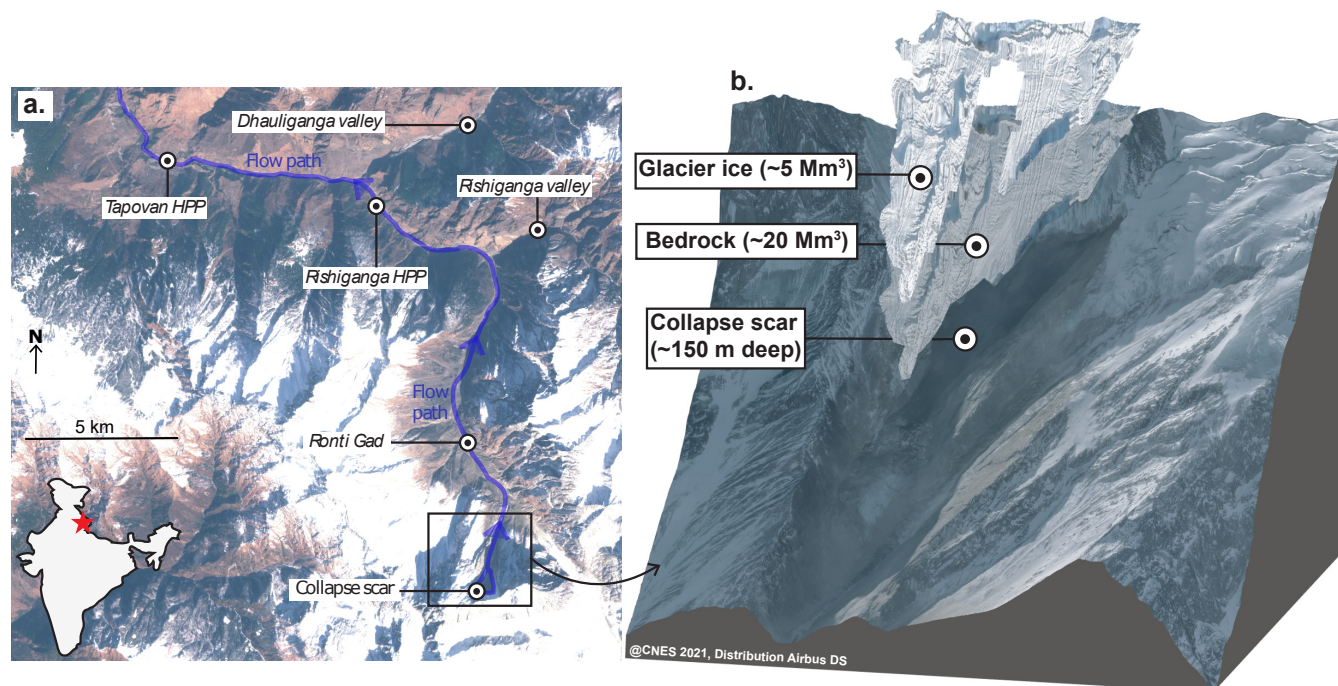 a.
Dhauliganga valley
Flow path
Rishiganga valley
Tapovan HPP
Rishiganga HPP
N
Flow
path
5 km
Ronti Gad
Collapse scar
b.
Glacier ice (~5 Mm³)
Bedrock (~20 Mm³)
Collapse scar
(~150 m deep)
@CNES 2021, Distribution Airbus DS